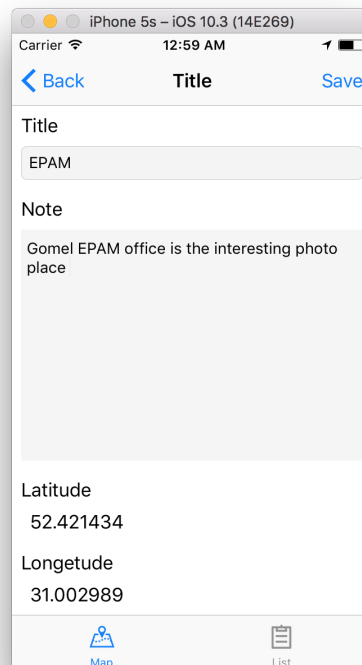 iPhone 5s – iOS 10.3 (14E269)
Carrier 12:59 AM
Back Title Save
Title
EPAM
Note
Gomel EPAM office is the interesting photo
place
Latitude
52.421434
Longetude
31.002989
Map List